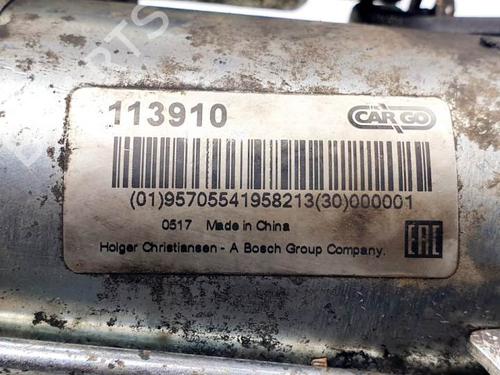 113910
CARGO
(01)95705541958213(30)000001
0517 Made in China
Holger Christiansen - A Bosch Group Company.
EAC